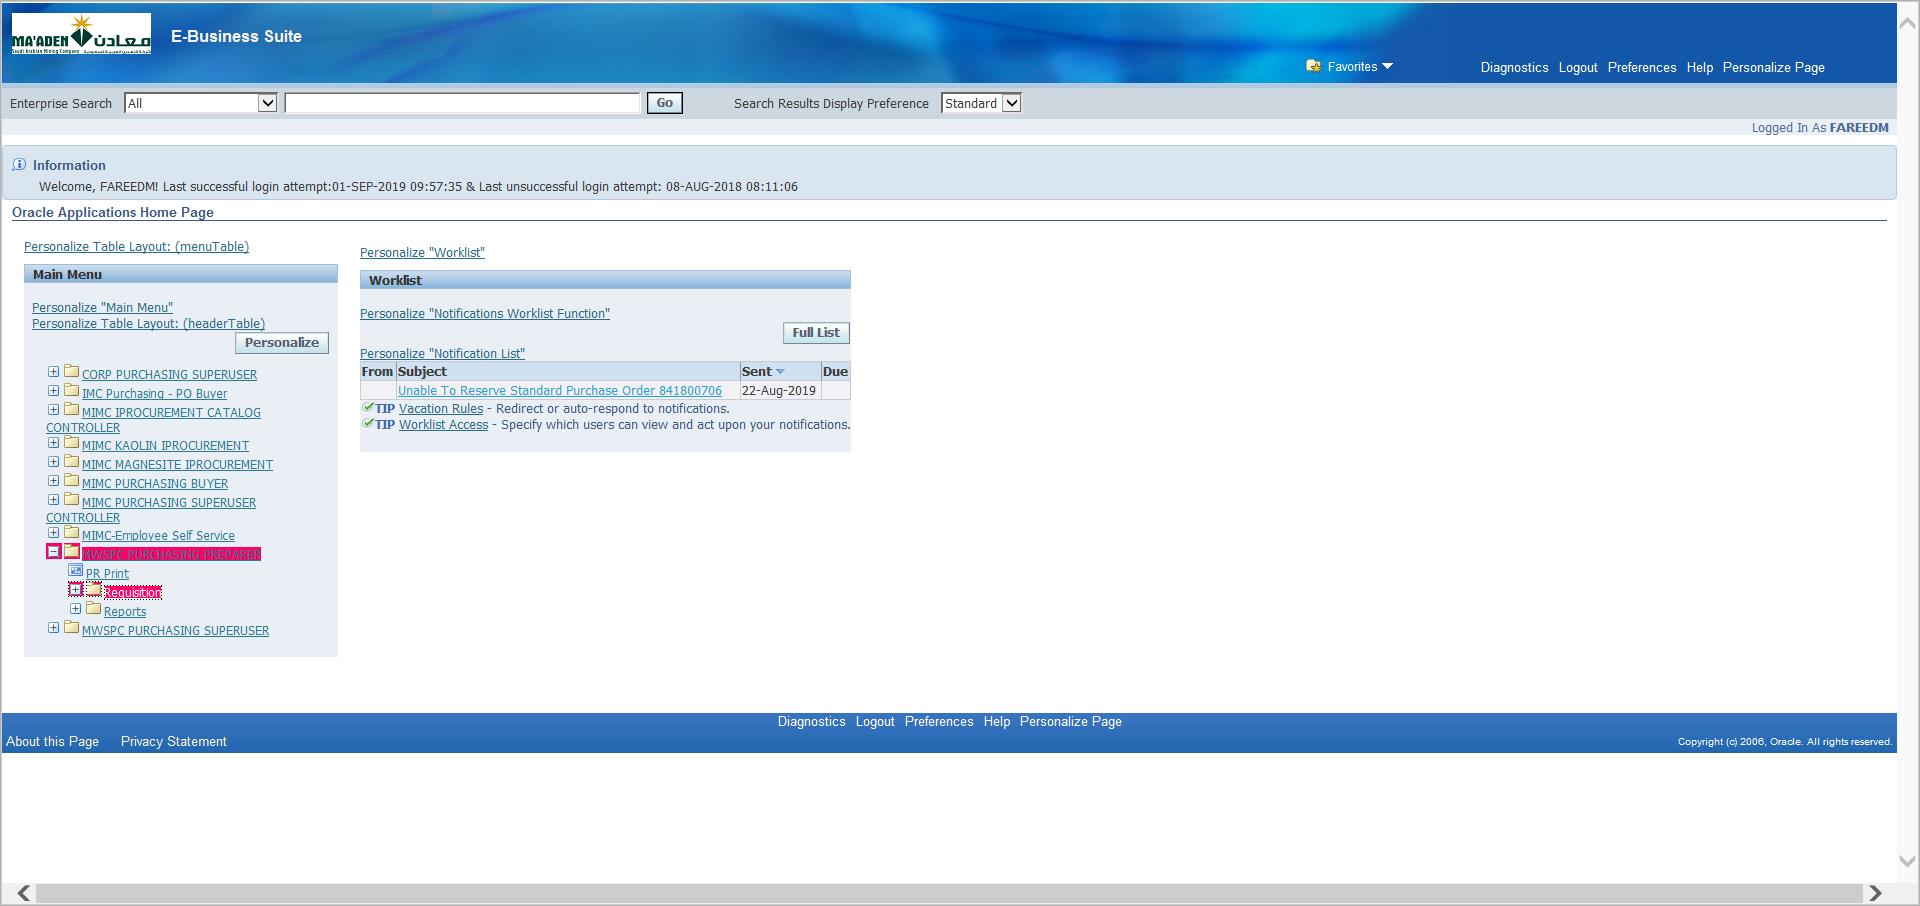 MA'ADEN معادن
Saudi Arabian Mining Company
E-Business Suite
Favorites
Diagnostics Logout Preferences Help Personalize Page
Enterprise Search All Go Search Results Display Preference Standard
Logged In As FAREEDM
Information
Welcome, FAREEDM! Last successful login attempt:01-SEP-2019 09:57:35 & Last unsuccessful login attempt: 08-AUG-2018 08:11:06
Oracle Applications Home Page
Personalize Table Layout: (menuTable)
Main Menu
Personalize "Main Menu"
Personalize Table Layout: (headerTable)
Personalize
CORP PURCHASING SUPERUSER
IMC Purchasing - PO Buyer
MIMC IPROCUREMENT CATALOG
CONTROLLER
MIMC KAOLIN IPROCUREMENT
MIMC MAGNESITE IPROCUREMENT
MIMC PURCHASING BUYER
MIMC PURCHASING SUPERUSER
CONTROLLER
MIMC-Employee Self Service
MWSPC PURCHASING PREPARER
PR Print
Requisition
Reports
MWSPC PURCHASING SUPERUSER
Personalize "Worklist"
Worklist
Personalize "Notifications Worklist Function"
Full List
Personalize "Notification List"
From Subject Sent Due
Unable To Reserve Standard Purchase Order 841800706 22-Aug-2019
TIP Vacation Rules - Redirect or auto-respond to notifications.
TIP Worklist Access - Specify which users can view and act upon your notifications.
Diagnostics Logout Preferences Help Personalize Page
About this Page Privacy Statement
Copyright (c) 2006, Oracle. All rights reserved.